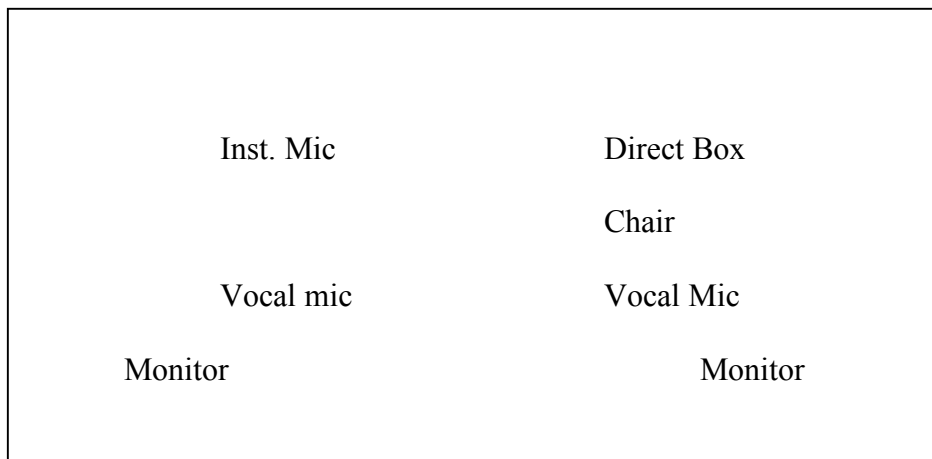 Inst. Mic Direct Box
Chair
Vocal mic Vocal Mic
Monitor Monitor